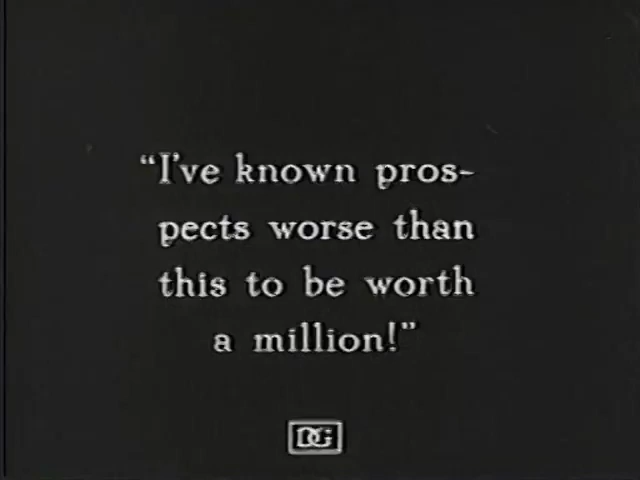 “I've known pros-
pects worse than
this to be worth
a million!”
DG